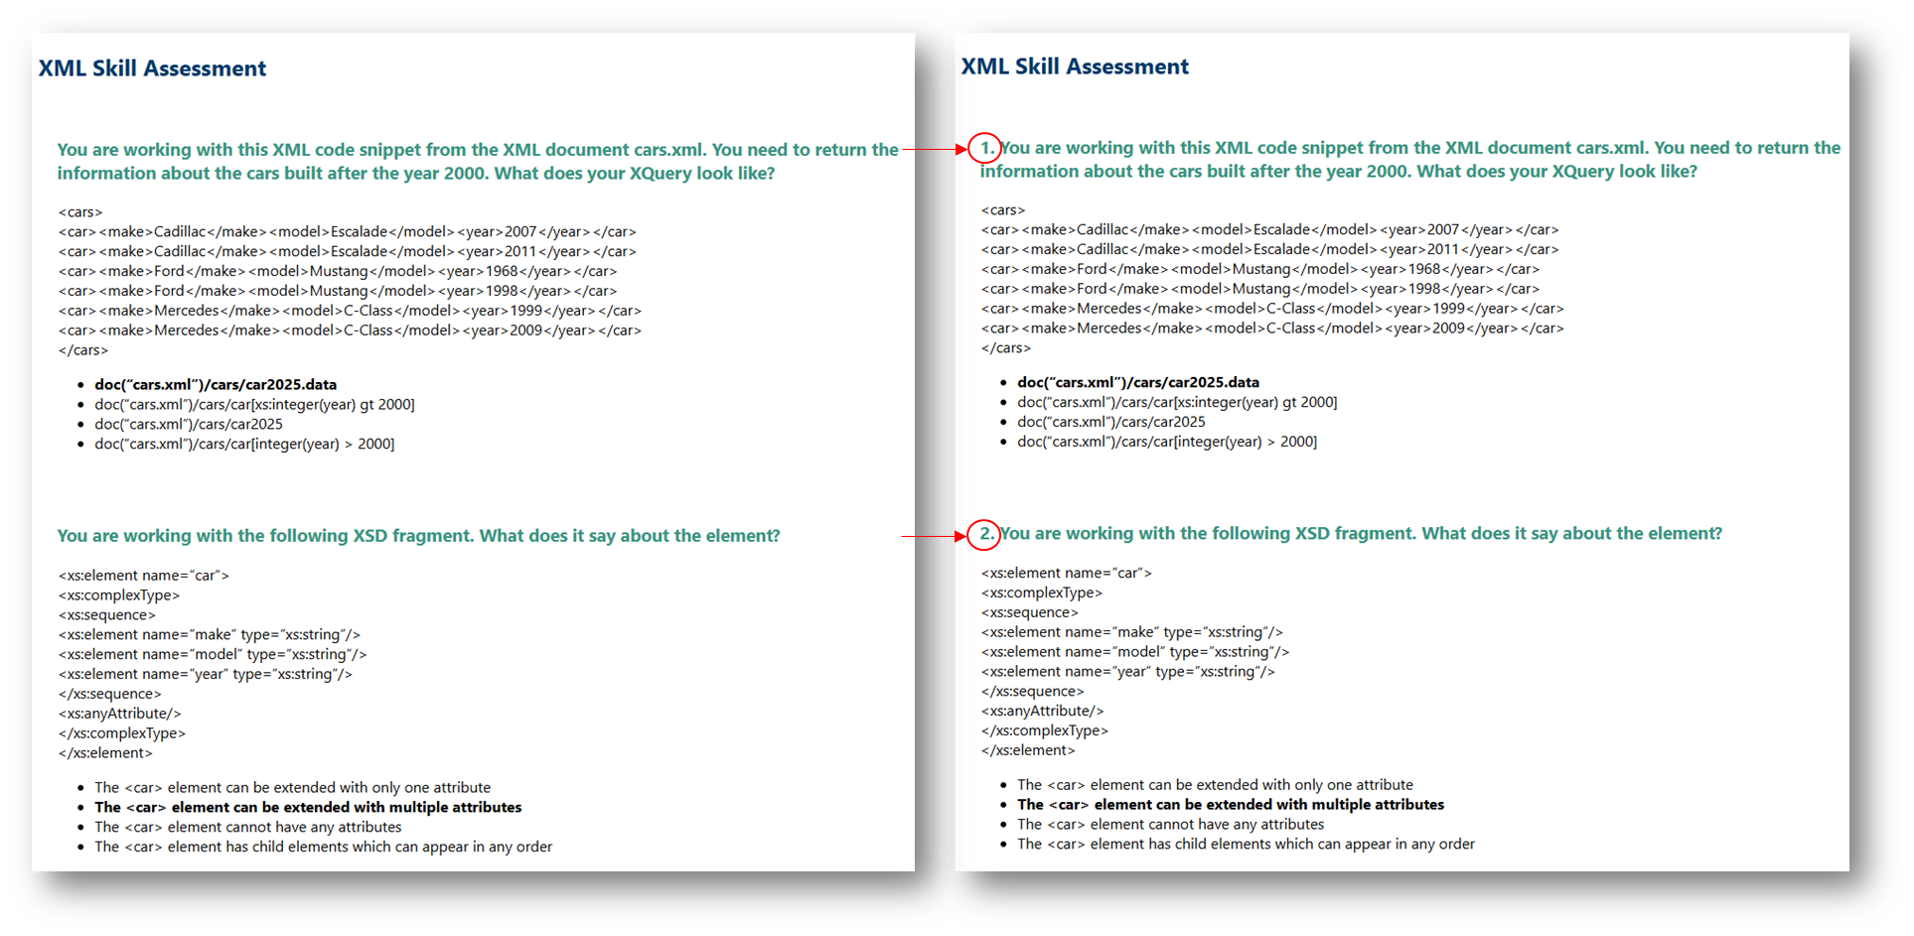 XML Skill Assessment
You are working with this XML code snippet from the XML document cars.xml. You need to return the
information about the cars built after the year 2000. What does your XQuery look like?
<cars>
<car><make>Cadillac</make><model>Escalade</model><year>2007</year></car>
<car><make>Cadillac</make><model>Escalade</model><year>2011</year></car>
<car><make>Ford</make><model>Mustang</model><year>1968</year></car>
<car><make>Ford</make><model>Mustang</model><year>1998</year></car>
<car><make>Mercedes</make><model>C-Class</model><year>1999</year></car>
<car><make>Mercedes</make><model>C-Class</model><year>2009</year></car>
</cars>
• doc(“cars.xml”)/cars/car2025.data
• doc(“cars.xml”)/cars/car[xs:integer(year) gt 2000]
• doc(“cars.xml”)/cars/car2025
• doc(“cars.xml”)/cars/car[integer(year) > 2000]
You are working with the following XSD fragment. What does it say about the element?
<xs:element name=”car”>
<xs:complexType>
<xs:sequence>
<xs:element name=”make” type=”xs:string”/>
<xs:element name=”model” type=”xs:string”/>
<xs:element name=”year” type=”xs:string”/>
</xs:sequence>
<xs:anyAttribute/>
</xs:complexType>
</xs:element>
• The <car> element can be extended with only one attribute
• The <car> element can be extended with multiple attributes
• The <car> element cannot have any attributes
• The <car> element has child elements which can appear in any order
XML Skill Assessment
1. You are working with this XML code snippet from the XML document cars.xml. You need to return the
information about the cars built after the year 2000. What does your XQuery look like?
<cars>
<car><make>Cadillac</make><model>Escalade</model><year>2007</year></car>
<car><make>Cadillac</make><model>Escalade</model><year>2011</year></car>
<car><make>Ford</make><model>Mustang</model><year>1968</year></car>
<car><make>Ford</make><model>Mustang</model><year>1998</year></car>
<car><make>Mercedes</make><model>C-Class</model><year>1999</year></car>
<car><make>Mercedes</make><model>C-Class</model><year>2009</year></car>
</cars>
• doc(“cars.xml”)/cars/car2025.data
• doc(“cars.xml”)/cars/car[xs:integer(year) gt 2000]
• doc(“cars.xml”)/cars/car2025
• doc(“cars.xml”)/cars/car[integer(year) > 2000]
2. You are working with the following XSD fragment. What does it say about the element?
<xs:element name=”car”>
<xs:complexType>
<xs:sequence>
<xs:element name=”make” type=”xs:string”/>
<xs:element name=”model” type=”xs:string”/>
<xs:element name=”year” type=”xs:string”/>
</xs:sequence>
<xs:anyAttribute/>
</xs:complexType>
</xs:element>
• The <car> element can be extended with only one attribute
• The <car> element can be extended with multiple attributes
• The <car> element cannot have any attributes
• The <car> element has child elements which can appear in any order